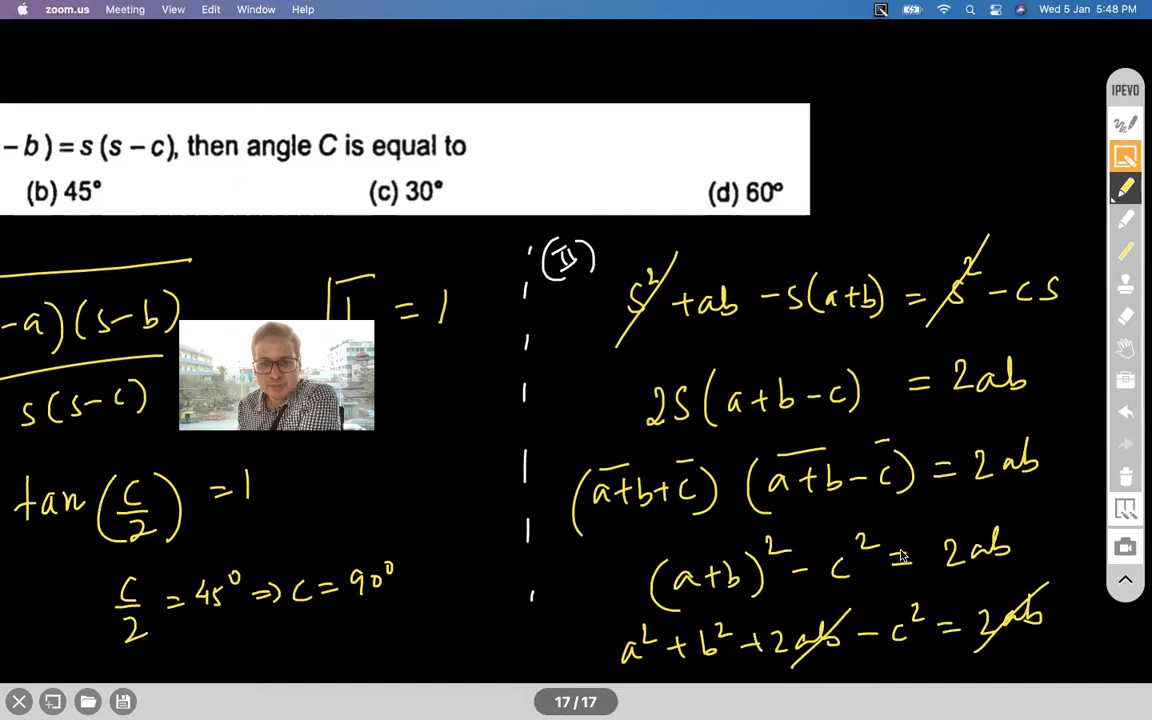 zoom.us Meeting View Edit Window Help Wed 5 Jan 5:48 PM
IPEVO
– b ) = s (s – c), then angle C is equal to
(b) 45° (c) 30° (d) 60°
–a)(s–b)
s(s–c)
√1 = 1
tan(c/2) = 1
c/2 = 45° ⇒ c = 90°
(II)
s² + ab – s(a+b) = s² – cs
2s(a+b–c) = 2ab
(a+b+c)(a+b–c) = 2ab
(a+b)² – c² = 2ab
a² + b² + 2ab – c² = 2ab
17 / 17